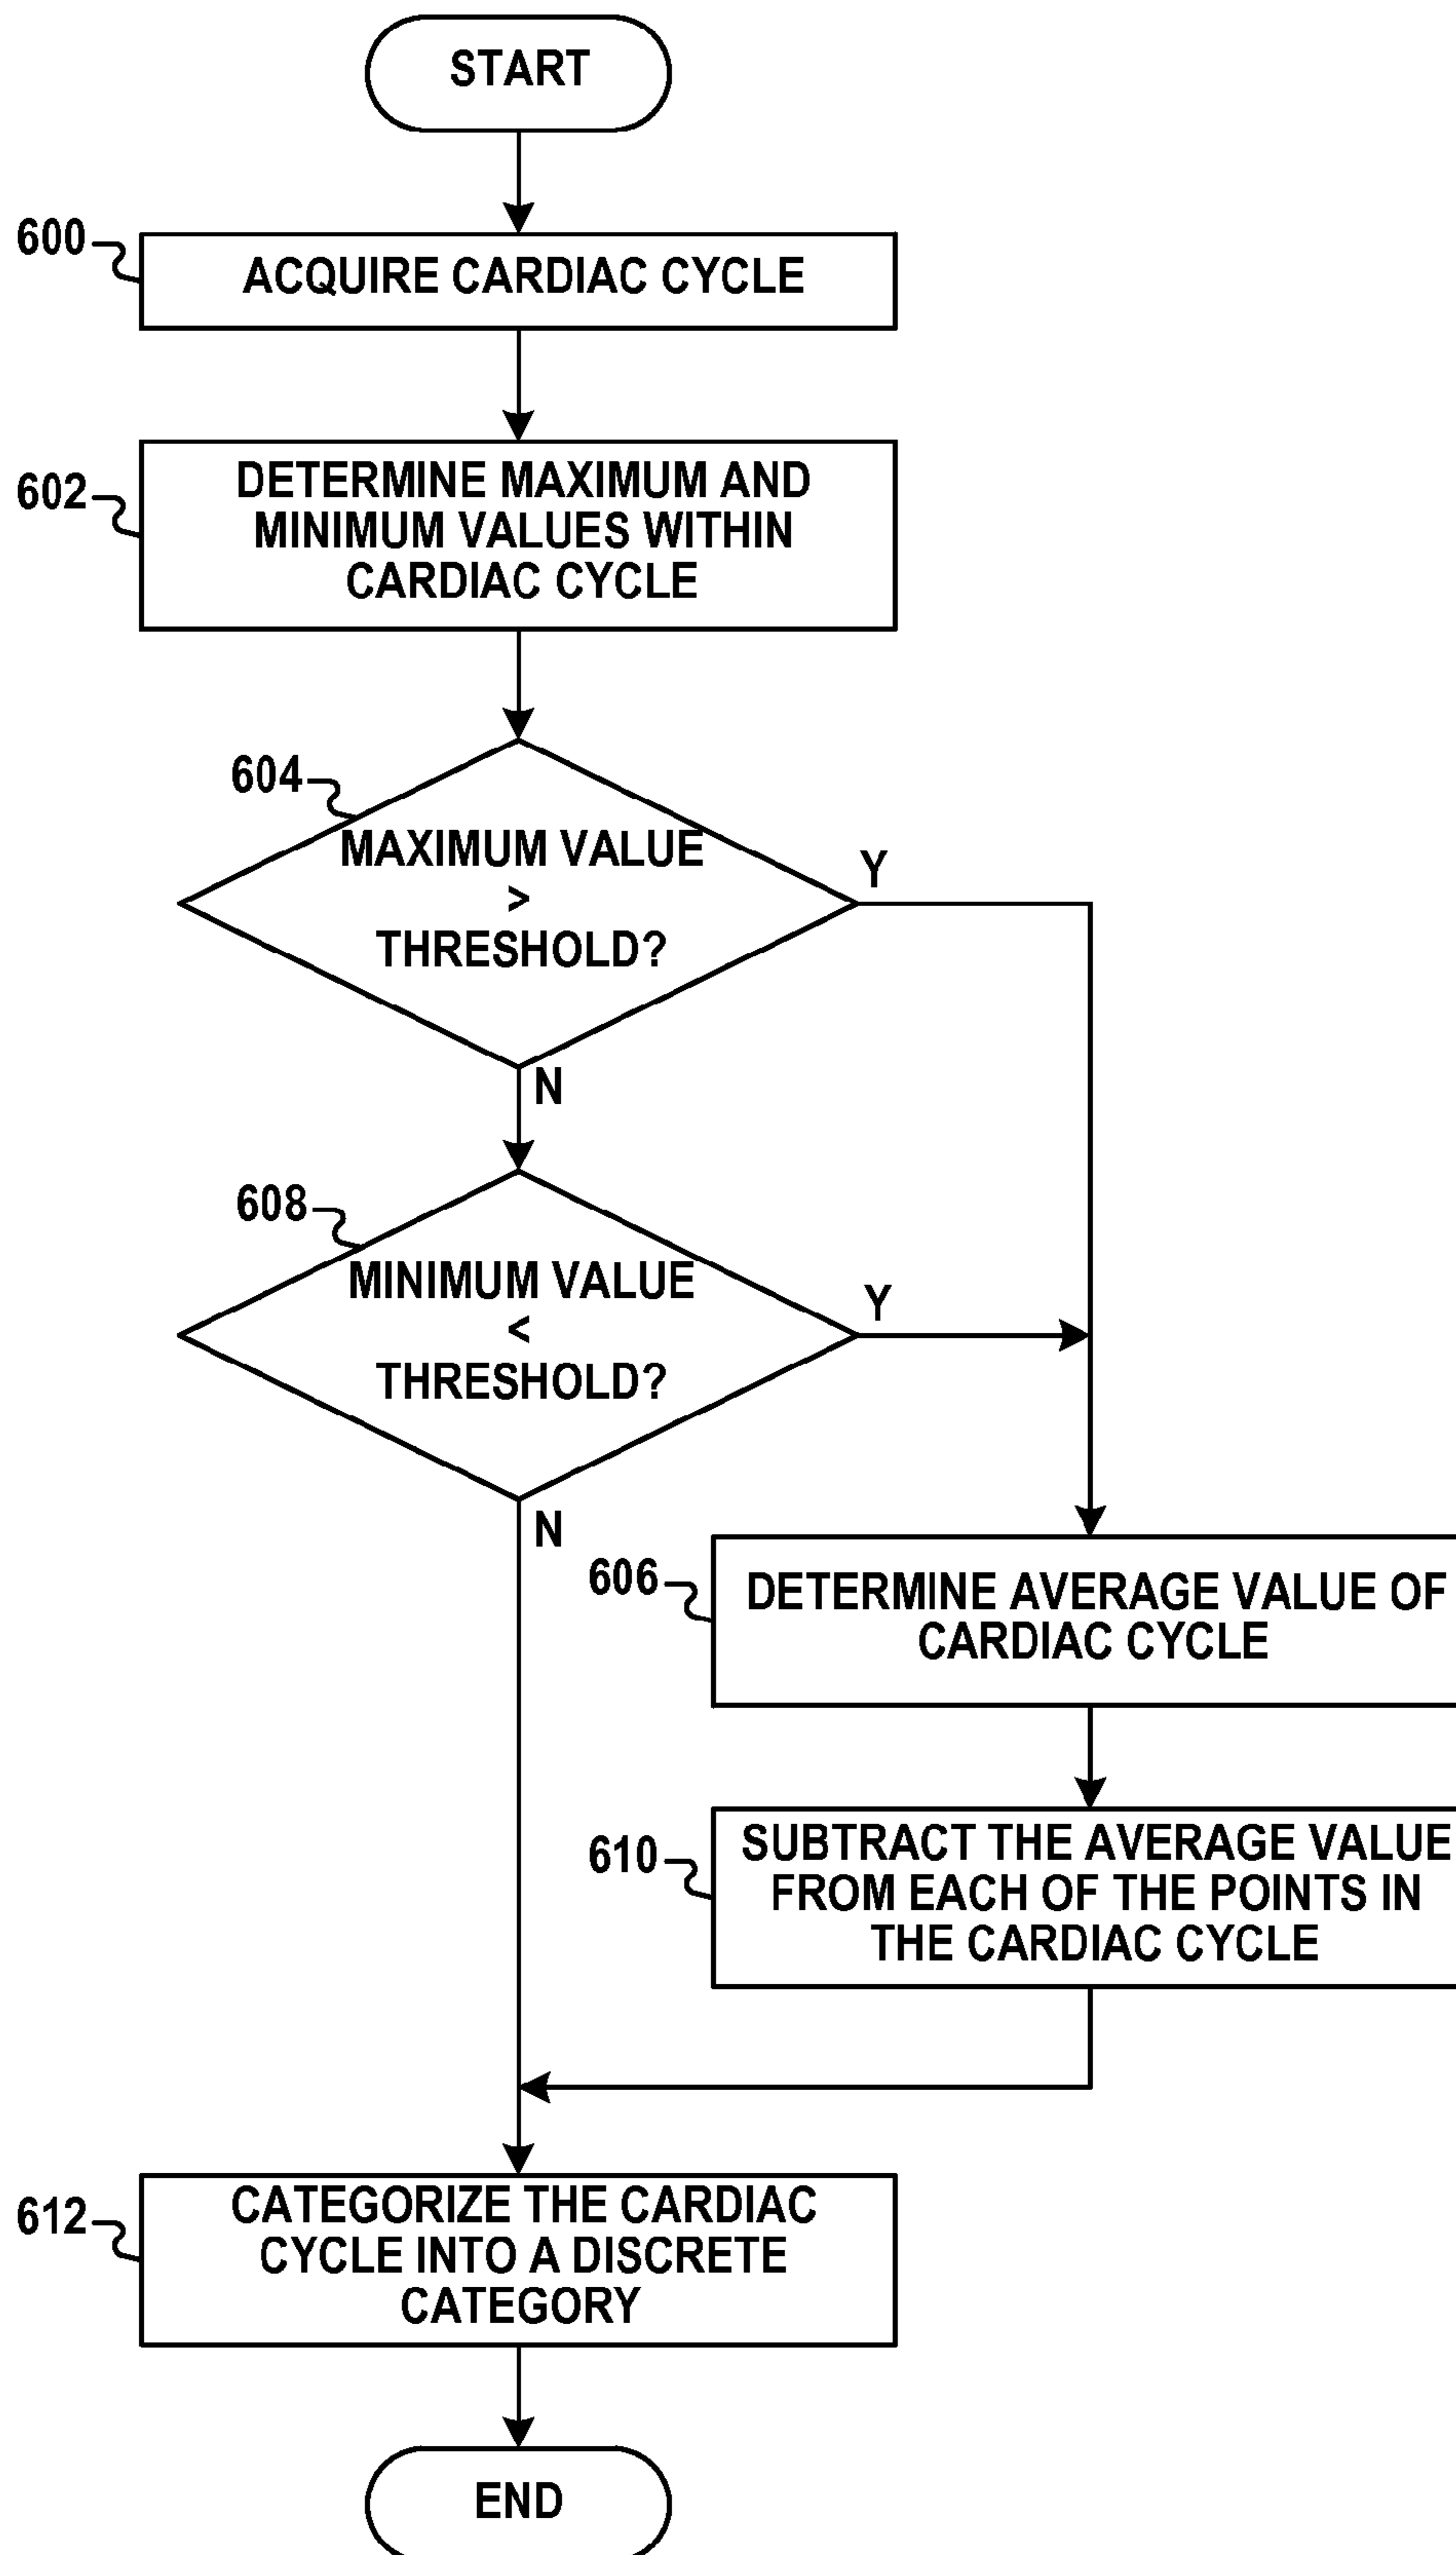 START
600
ACQUIRE CARDIAC CYCLE
602
DETERMINE MAXIMUM AND
MINIMUM VALUES WITHIN
CARDIAC CYCLE
604
MAXIMUM VALUE
>
THRESHOLD?
Y
N
608
MINIMUM VALUE
<
THRESHOLD?
Y
N
606
DETERMINE AVERAGE VALUE OF
CARDIAC CYCLE
610
SUBTRACT THE AVERAGE VALUE
FROM EACH OF THE POINTS IN
THE CARDIAC CYCLE
612
CATEGORIZE THE CARDIAC
CYCLE INTO A DISCRETE
CATEGORY
END